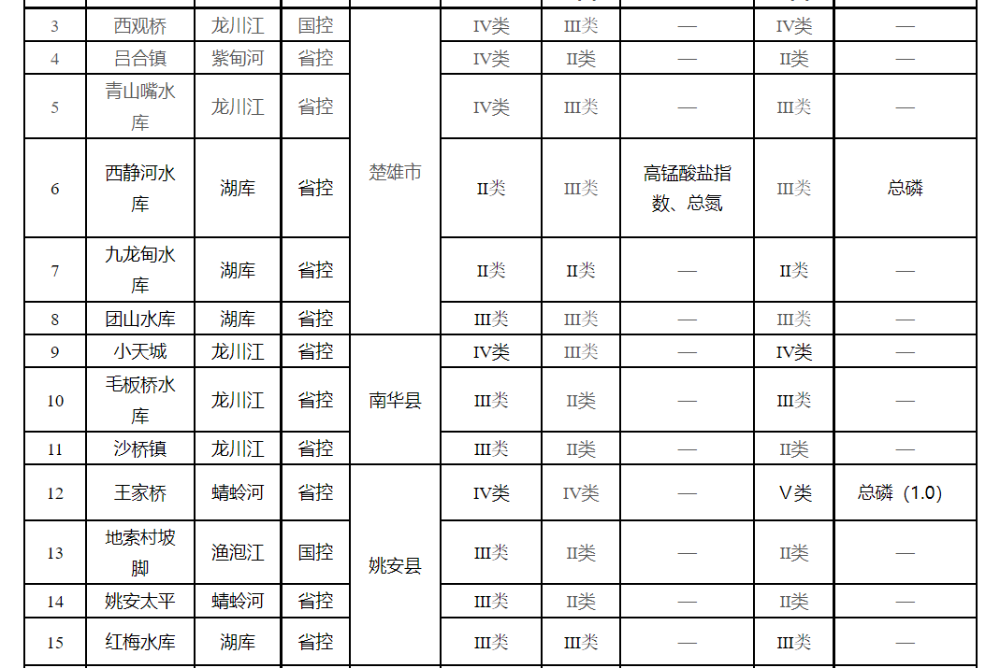 3 西观桥 龙川江 国控 楚雄市 IV类 III类 — IV类 —
4 吕合镇 紫甸河 省控 IV类 II类 — II类 —
5 青山嘴水库 龙川江 省控 IV类 III类 — III类 —
6 西静河水库 湖库 省控 II类 III类 高锰酸盐指数、总氮 III类 总磷
7 九龙甸水库 湖库 省控 II类 II类 — II类 —
8 团山水库 湖库 省控 III类 III类 — III类 —
9 小天城 龙川江 省控 南华县 IV类 III类 — IV类 —
10 毛板桥水库 龙川江 省控 III类 II类 — III类 —
11 沙桥镇 龙川江 省控 III类 II类 — II类 —
12 王家桥 蜻蛉河 省控 姚安县 IV类 IV类 — V类 总磷（1.0）
13 地索村坡脚 渔泡江 国控 III类 II类 — II类 —
14 姚安太平 蜻蛉河 省控 III类 II类 — II类 —
15 红梅水库 湖库 省控 III类 III类 — III类 —